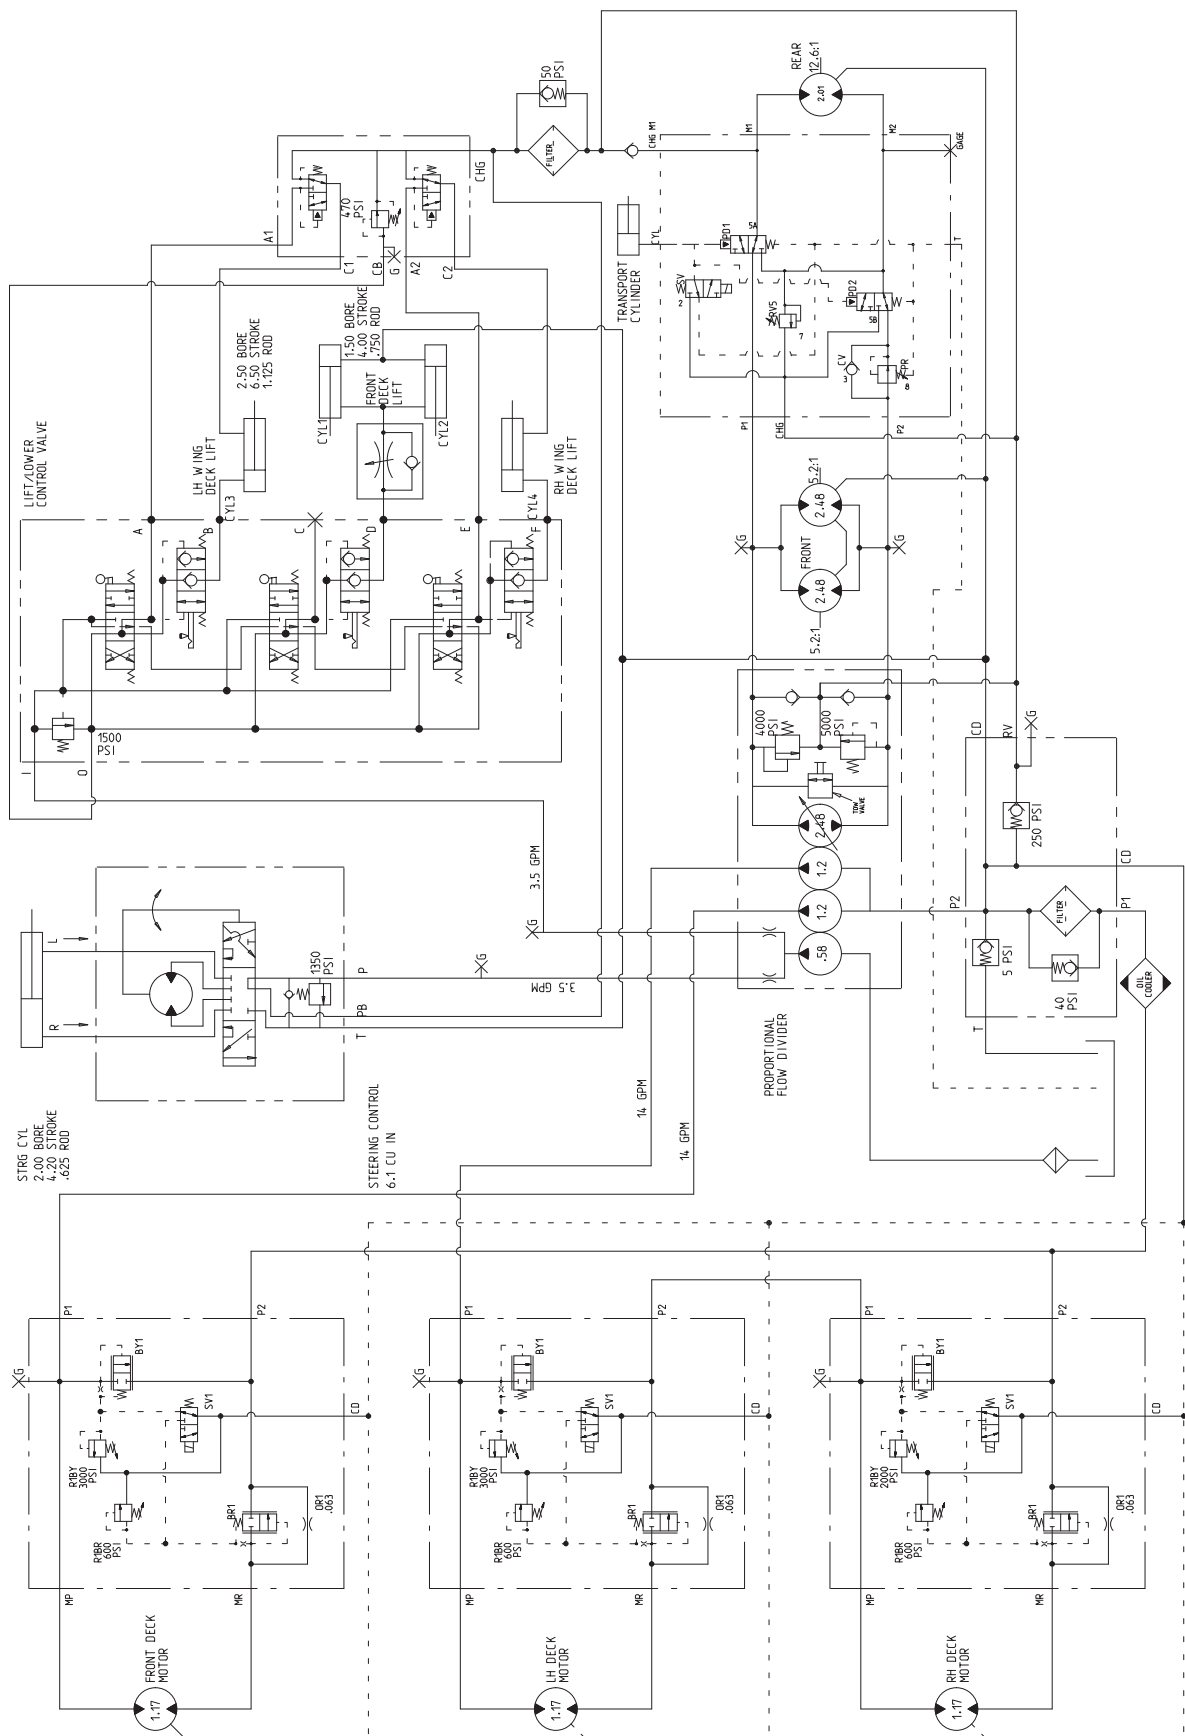 STRG CYL
2.00 BORE
4.20 STROKE
.625 RID
R
L
STEERING CONTROL
6.1 CU IN
1350
PSI
P
PB
T
G
3.5 GPM
3.5 GPM
G
14 GPM
14 GPM
LIFT/LOWER
CONTROL VALVE
1500
PSI
I
O
A
B
C
D
E
F
CYL3
CYL4
LH WING
DECK LIFT
2.50 BORE
6.50 STROKE
1.125 ROD
CYL1
CYL2
FRONT
DECK
LIFT
1.50 BORE
4.00 STROKE
.750 ROD
RH WING
DECK LIFT
A1
C1
CB
G
A2
C2
470
PSI
CHG
FILTER
50
PSI
CHG M1
M1
M2
GAGE
REAR
12.6:1
2.01
TRANSPORT
CYLINDER
CYL
PD1
5A
SV
2
RV5
7
PD2
5B
CV
3
PR
8
T
P1
CHG
P2
G
G
FRONT
2.48
2.48
5.2:1
5.2:1
4000
PSI
5000
PSI
TOW
VALVE
2.48
1.2
1.2
.58
PROPORTIONAL
FLOW DIVIDER
CD
RV
G
250 PSI
CD
P2
5 PSI
FILTER
P1
40
PSI
T
OIL
COOLER
G
P1
P2
BY1
SV1
CD
R1BY
3000
PSI
R1BR
600
PSI
BR1
OR1
.063
MP
MR
FRONT DECK
MOTOR
1.17
G
P1
P2
BY1
SV1
CD
R1BY
3000
PSI
R1BR
600
PSI
BR1
OR1
.063
MP
MR
LH DECK
MOTOR
1.17
G
P1
P2
BY1
SV1
CD
R1BY
2000
PSI
R1BR
600
PSI
BR1
OR1
.063
MP
MR
RH DECK
MOTOR
1.17